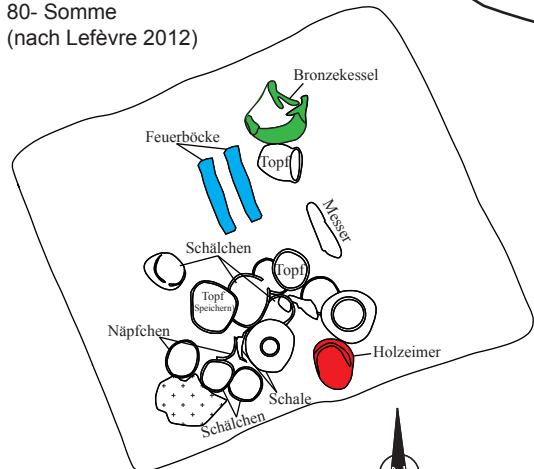 80- Somme
(nach Lefèvre 2012)
Bronzekessel
Feuerböcke
Topf
Messer
Schälchen
Topf
Topf
(Speichern)
Näpfchen
Holzeimer
Schale
Schälchen